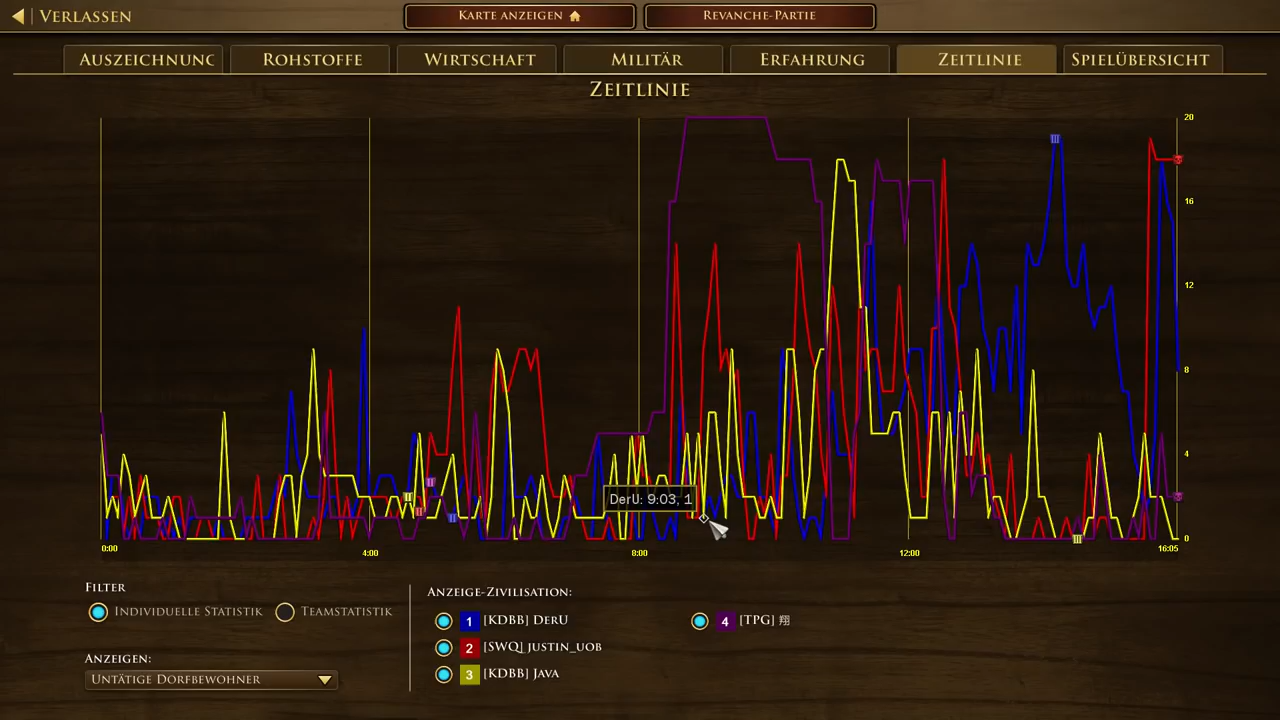 Verlassen
Karte anzeigen
Revanche-Partie
Auszeichnunc
Rohstoffe
Wirtschaft
Militär
Erfahrung
Zeitlinie
Spielübersicht
Zeitlinie
20
16
12
8
4
0
DerU: 9:03, 1
0:00
4:00
8:00
12:00
16:05
Filter
Individuelle Statistik
Teamstatistik
Anzeigen:
Untätige Dorfbewohner
Anzeige-Zivilisation:
1 [KDBB] DerU
2 [SWQ] justin_uob
3 [KDBB] Java
4 [TPG] 翔